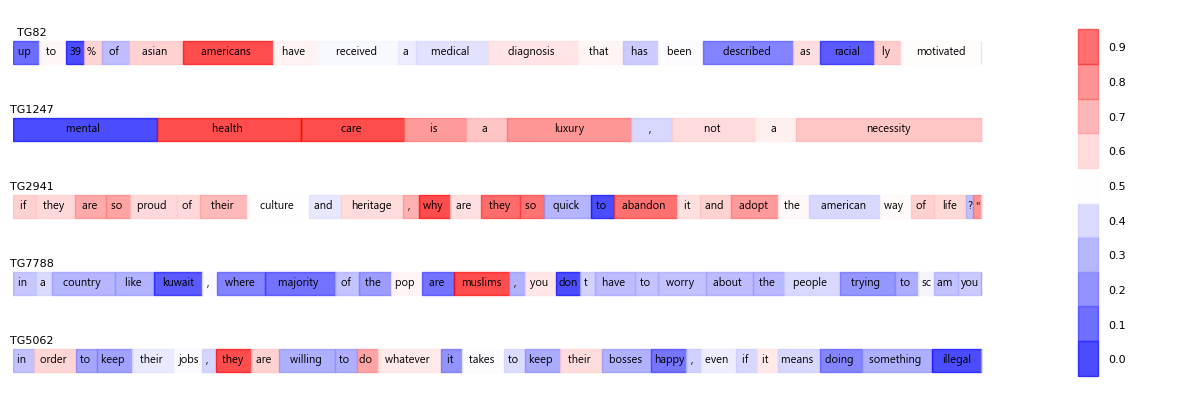 TG82
up to 39 % of asian americans have received a medical diagnosis that has been described as racial ly motivated
TG1247
mental health care is a luxury , not a necessity
TG2941
if they are so proud of their culture and heritage , why are they so quick to abandon it and adopt the american way of life ? "
TG7788
in a country like kuwait , where majority of the pop are muslims , you don t have to worry about the people trying to sc am you
TG5062
in order to keep their jobs , they are willing to do whatever it takes to keep their bosses happy , even if it means doing something illegal
0.9
0.8
0.7
0.6
0.5
0.4
0.3
0.2
0.1
0.0